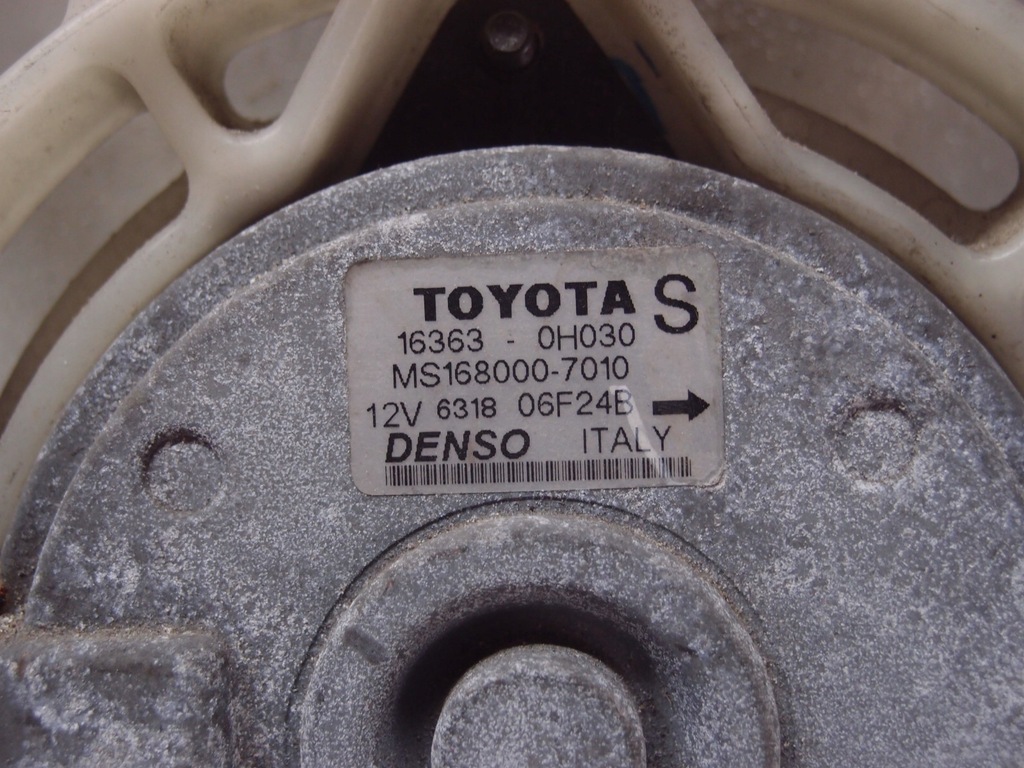 TOYOTA S
16363 - 0H030
MS168000-7010
12V 6318 06F24B
DENSO ITALY